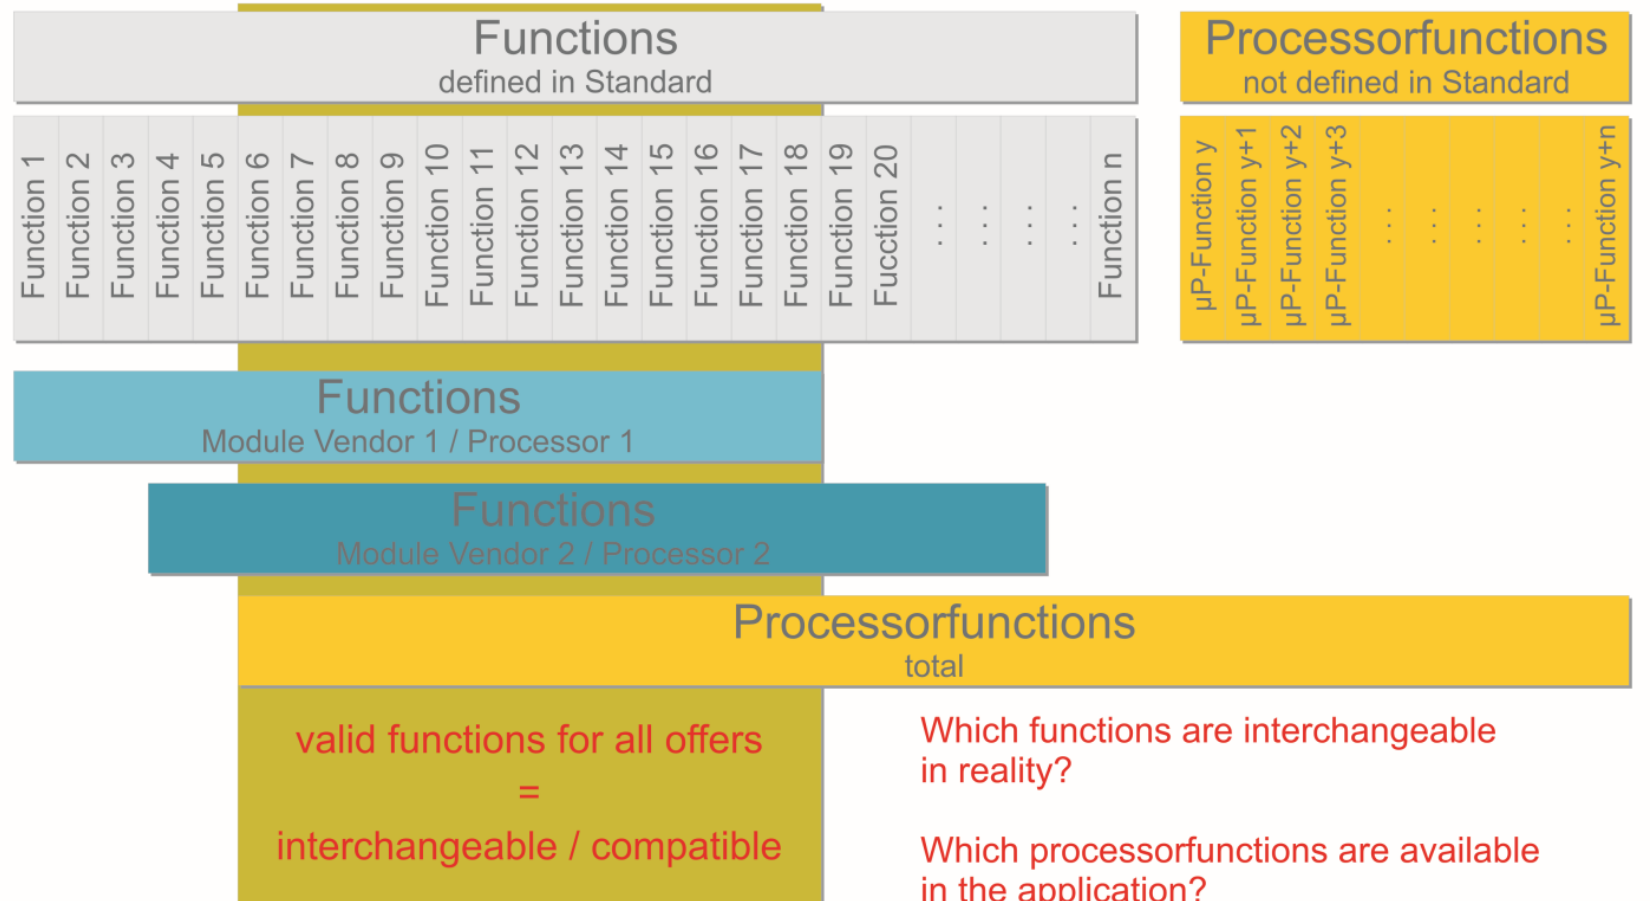 Functions
defined in Standard
Processorfunctions
not defined in Standard
Function 1
Function 2
Function 3
Function 4
Function 5
Function 6
Function 7
Function 8
Function 9
Function 10
Function 11
Function 12
Function 13
Function 14
Function 15
Function 16
Function 17
Function 18
Function 19
Fucction 20
. . .
. . .
. . .
. . .
Function n
µP-Function y
µP-Function y+1
µP-Function y+2
µP-Function y+3
. . .
. . .
. . .
. . .
. . .
µP-Function y+n
Functions
Module Vendor 1 / Processor 1
Functions
Module Vendor 2 / Processor 2
Processorfunctions
total
valid functions for all offers
=
interchangeable / compatible
Which functions are interchangeable
in reality?
Which processorfunctions are available
in the application?